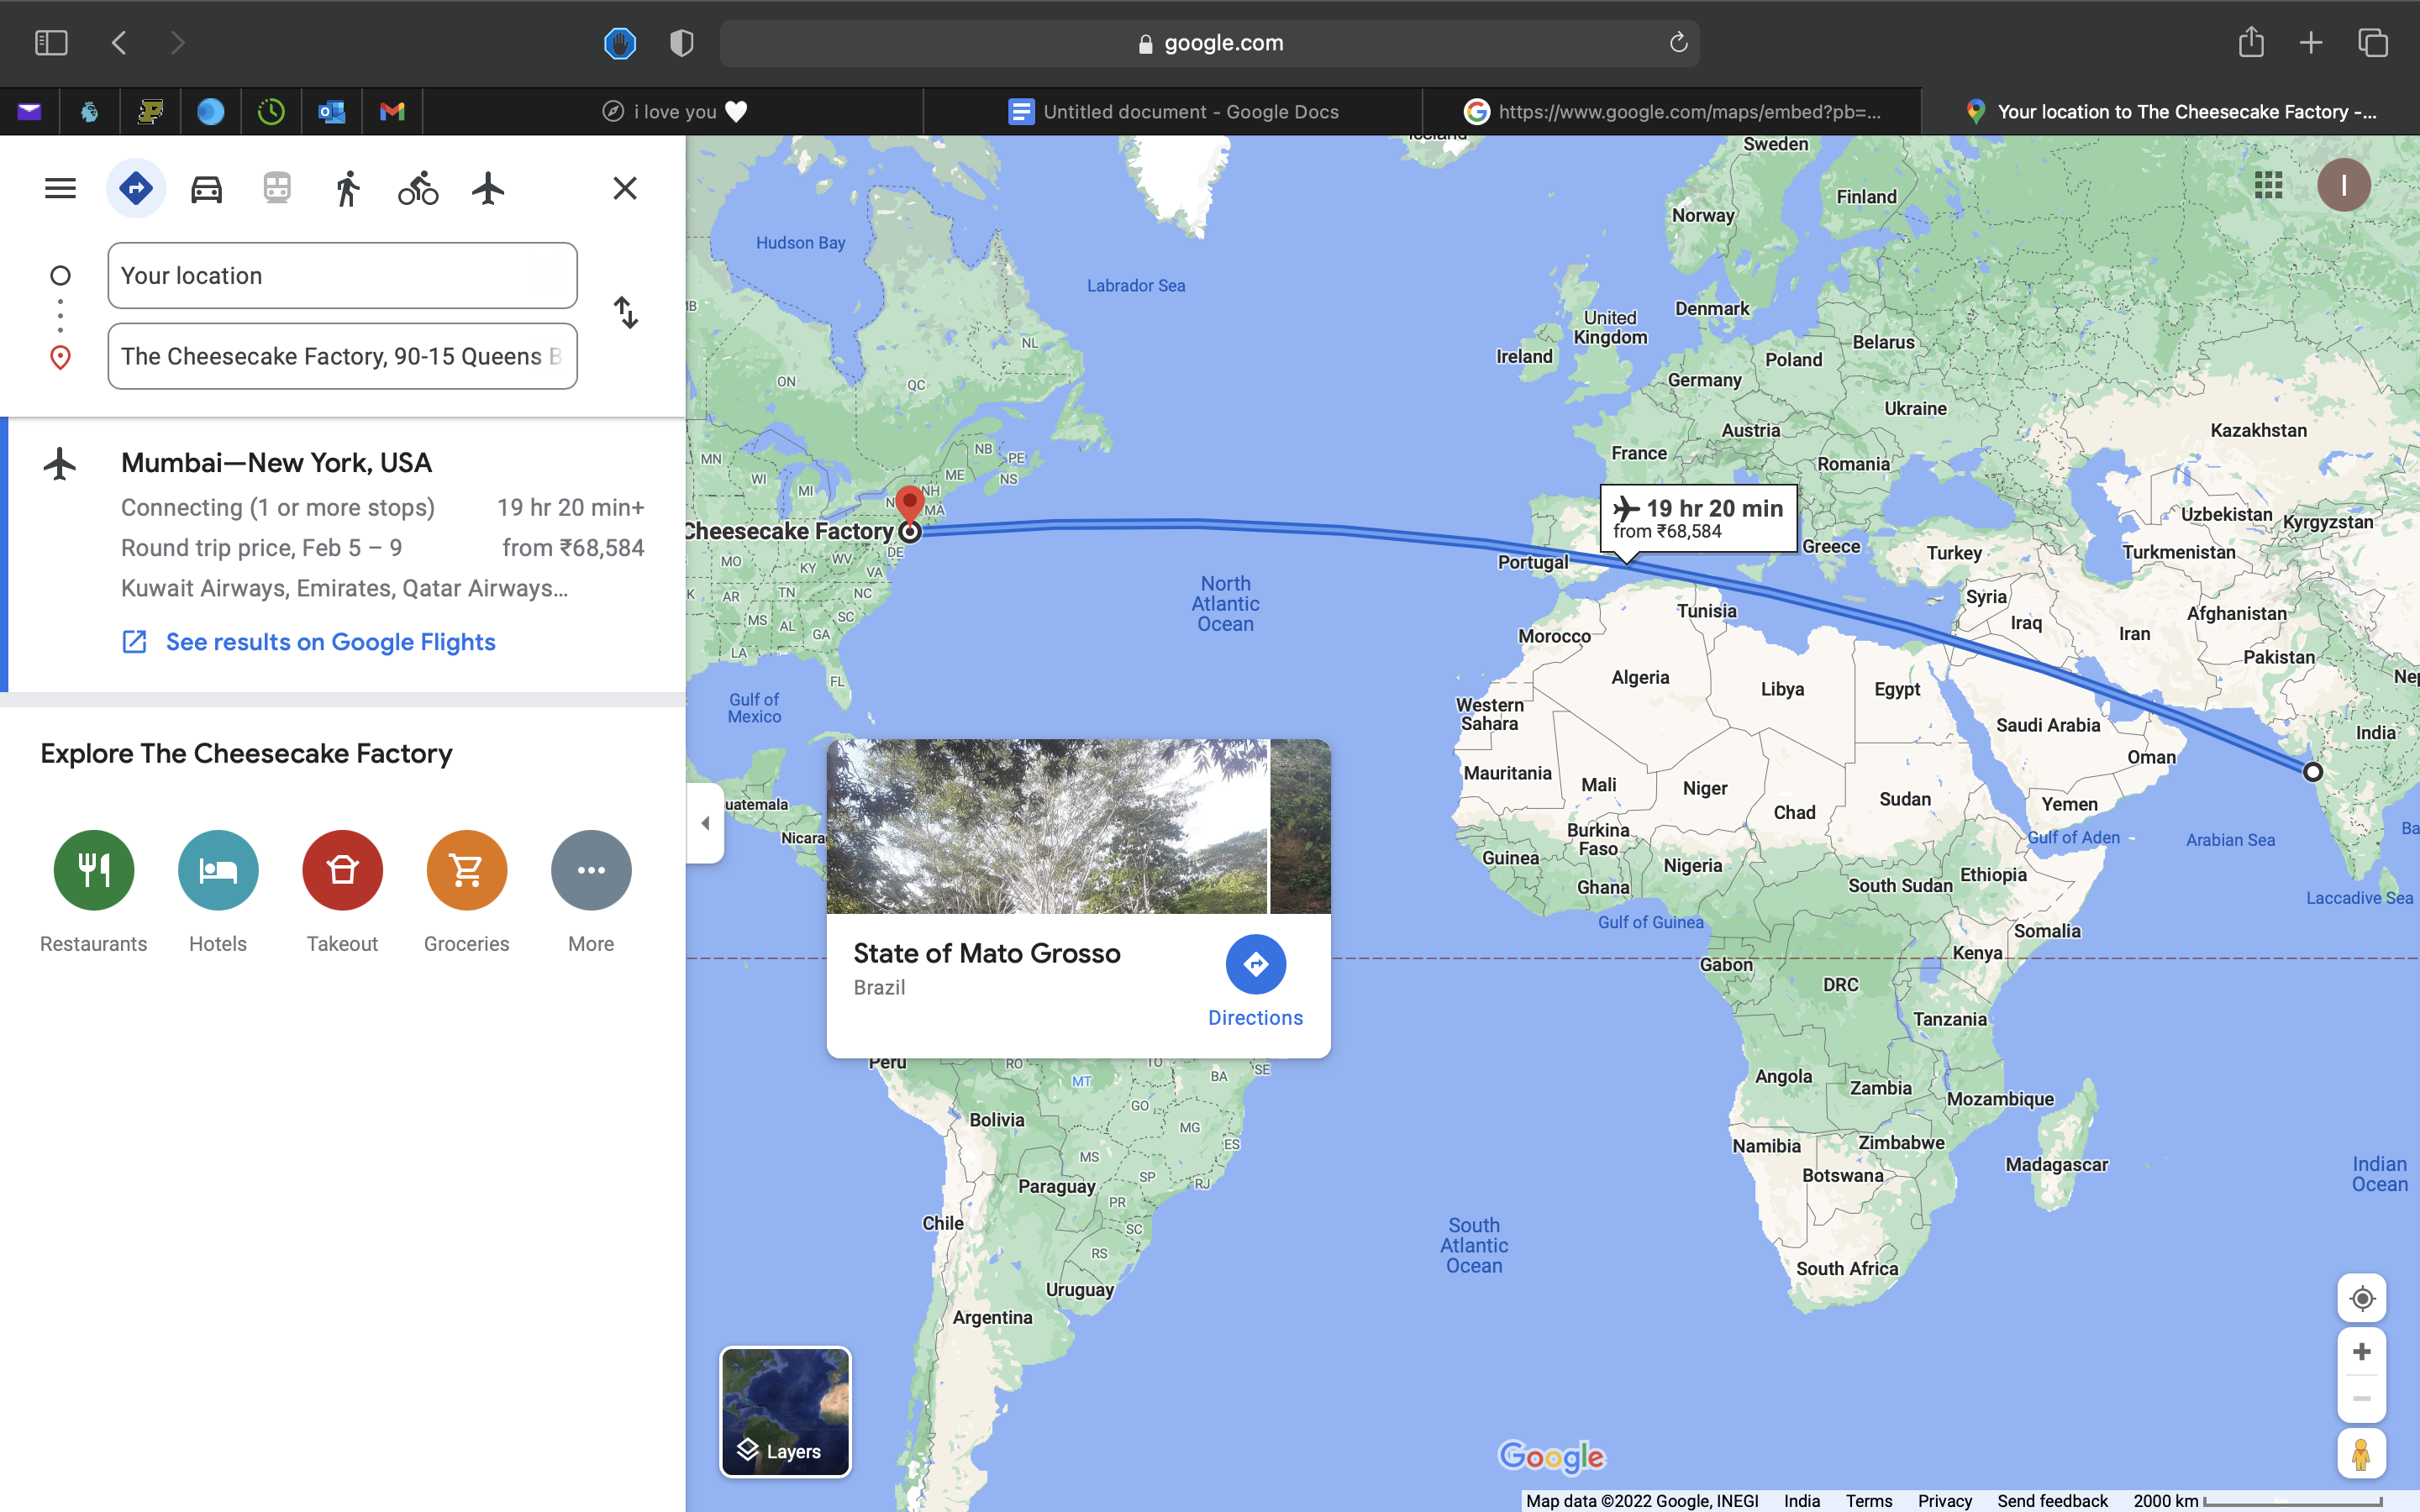 google.com
i love you 🤍
Untitled document - Google Docs
https://www.google.com/maps/embed?pb=...
Your location to The Cheesecake Factory -...
Your location
The Cheesecake Factory, 90-15 Queens B
Mumbai—New York, USA
Connecting (1 or more stops) 19 hr 20 min+
Round trip price, Feb 5 – 9 from ₹68,584
Kuwait Airways, Emirates, Qatar Airways...
See results on Google Flights
Explore The Cheesecake Factory
Restaurants
Hotels
Takeout
Groceries
More
I
Sweden
Finland
Norway
Hudson Bay
Labrador Sea
Denmark
United
Kingdom
Ireland
Belarus
Poland
Germany
Ukraine
Austria
Kazakhstan
France
Romania
NL
ON
QC
NB
PE
MN
ME
NS
WI
MI
NH
MA
Cheesecake Factory
19 hr 20 min
from ₹68,584
Uzbekistan
Kyrgyzstan
Greece
Turkey
Turkmenistan
Portugal
DE
MO
WV
KY
VA
North
Atlantic
Ocean
Syria
Tunisia
Afghanistan
Iraq
Iran
AR
TN
NC
MS
AL
SC
GA
Morocco
LA
Pakistan
Algeria
Libya
Egypt
FL
Gulf of
Mexico
Western
Sahara
Saudi Arabia
India
Oman
Mauritania
Mali
Niger
Chad
Sudan
Yemen
uatemala
Nicara
Burkina
Faso
Gulf of Aden
Arabian Sea
Guinea
Nigeria
Ghana
South Sudan
Ethiopia
Laccadive Sea
Gulf of Guinea
Somalia
State of Mato Grosso
Brazil
Directions
Gabon
Kenya
DRC
Tanzania
Peru
RO
TO
SE
MT
BA
Angola
Zambia
Mozambique
GO
Bolivia
MG
ES
Namibia
Zimbabwe
MS
Botswana
Madagascar
Indian
Ocean
Paraguay
SP
RJ
PR
Chile
SC
South
Atlantic
Ocean
RS
South Africa
Uruguay
Argentina
Layers
Google
Map data ©2022 Google, INEGI India Terms Privacy Send feedback 2000 km